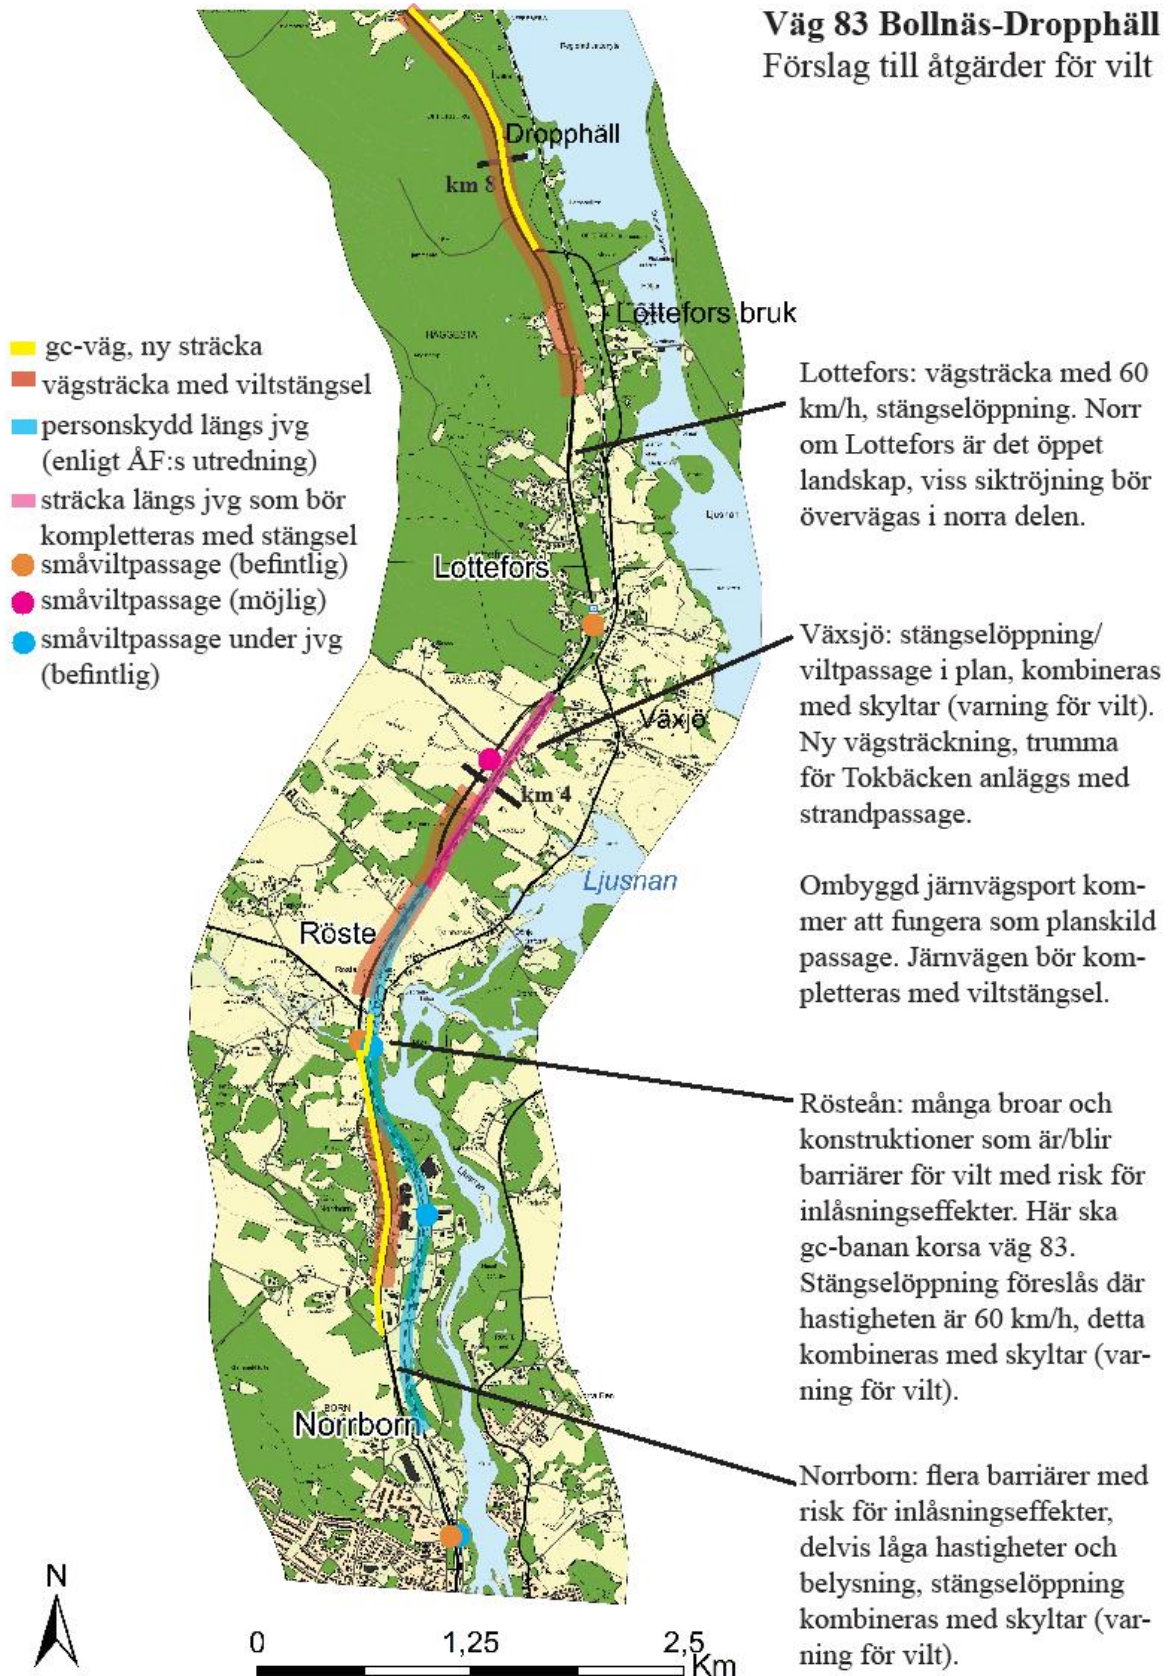 Väg 83 Bollnäs-Dropphäll
Förslag till åtgärder för vilt
Dropphäll
km 8
Lottefors bruk
HÄGGESTA
gc-väg, ny sträcka
vägsträcka med viltstängsel
personskydd längs jvg
(enligt ÅF:s utredning)
sträcka längs jvg som bör
kompletteras med stängsel
småviltpassage (befintlig)
småviltpassage (möjlig)
småviltpassage under jvg
(befintlig)
Lottefors: vägsträcka med 60
km/h, stängselöppning. Norr
om Lottefors är det öppet
landskap, viss siktröjning bör
övervägas i norra delen.
Ljusnan
Lottefors
Växsjö: stängselöppning/
viltpassage i plan, kombineras
med skyltar (varning för vilt).
Ny vägsträckning, trumma
för Tokbäcken anläggs med
strandpassage.
Växjö
km 4
Ljusnan
Ombyggd järnvägsport kom-
mer att fungera som planskild
passage. Järnvägen bör kom-
pletteras med viltstängsel.
Röste
Rösteån: många broar och
konstruktioner som är/blir
barriärer för vilt med risk för
inlåsningseffekter. Här ska
gc-banan korsa väg 83.
Stängselöppning föreslås där
hastigheten är 60 km/h, detta
kombineras med skyltar (var-
ning för vilt).
Ljusnan
Norrborn
BORN
Norrborn
Norrborn: flera barriärer med
risk för inlåsningseffekter,
delvis låga hastigheter och
belysning, stängselöppning
kombineras med skyltar (var-
ning för vilt).
N
0 1,25 2,5
Km